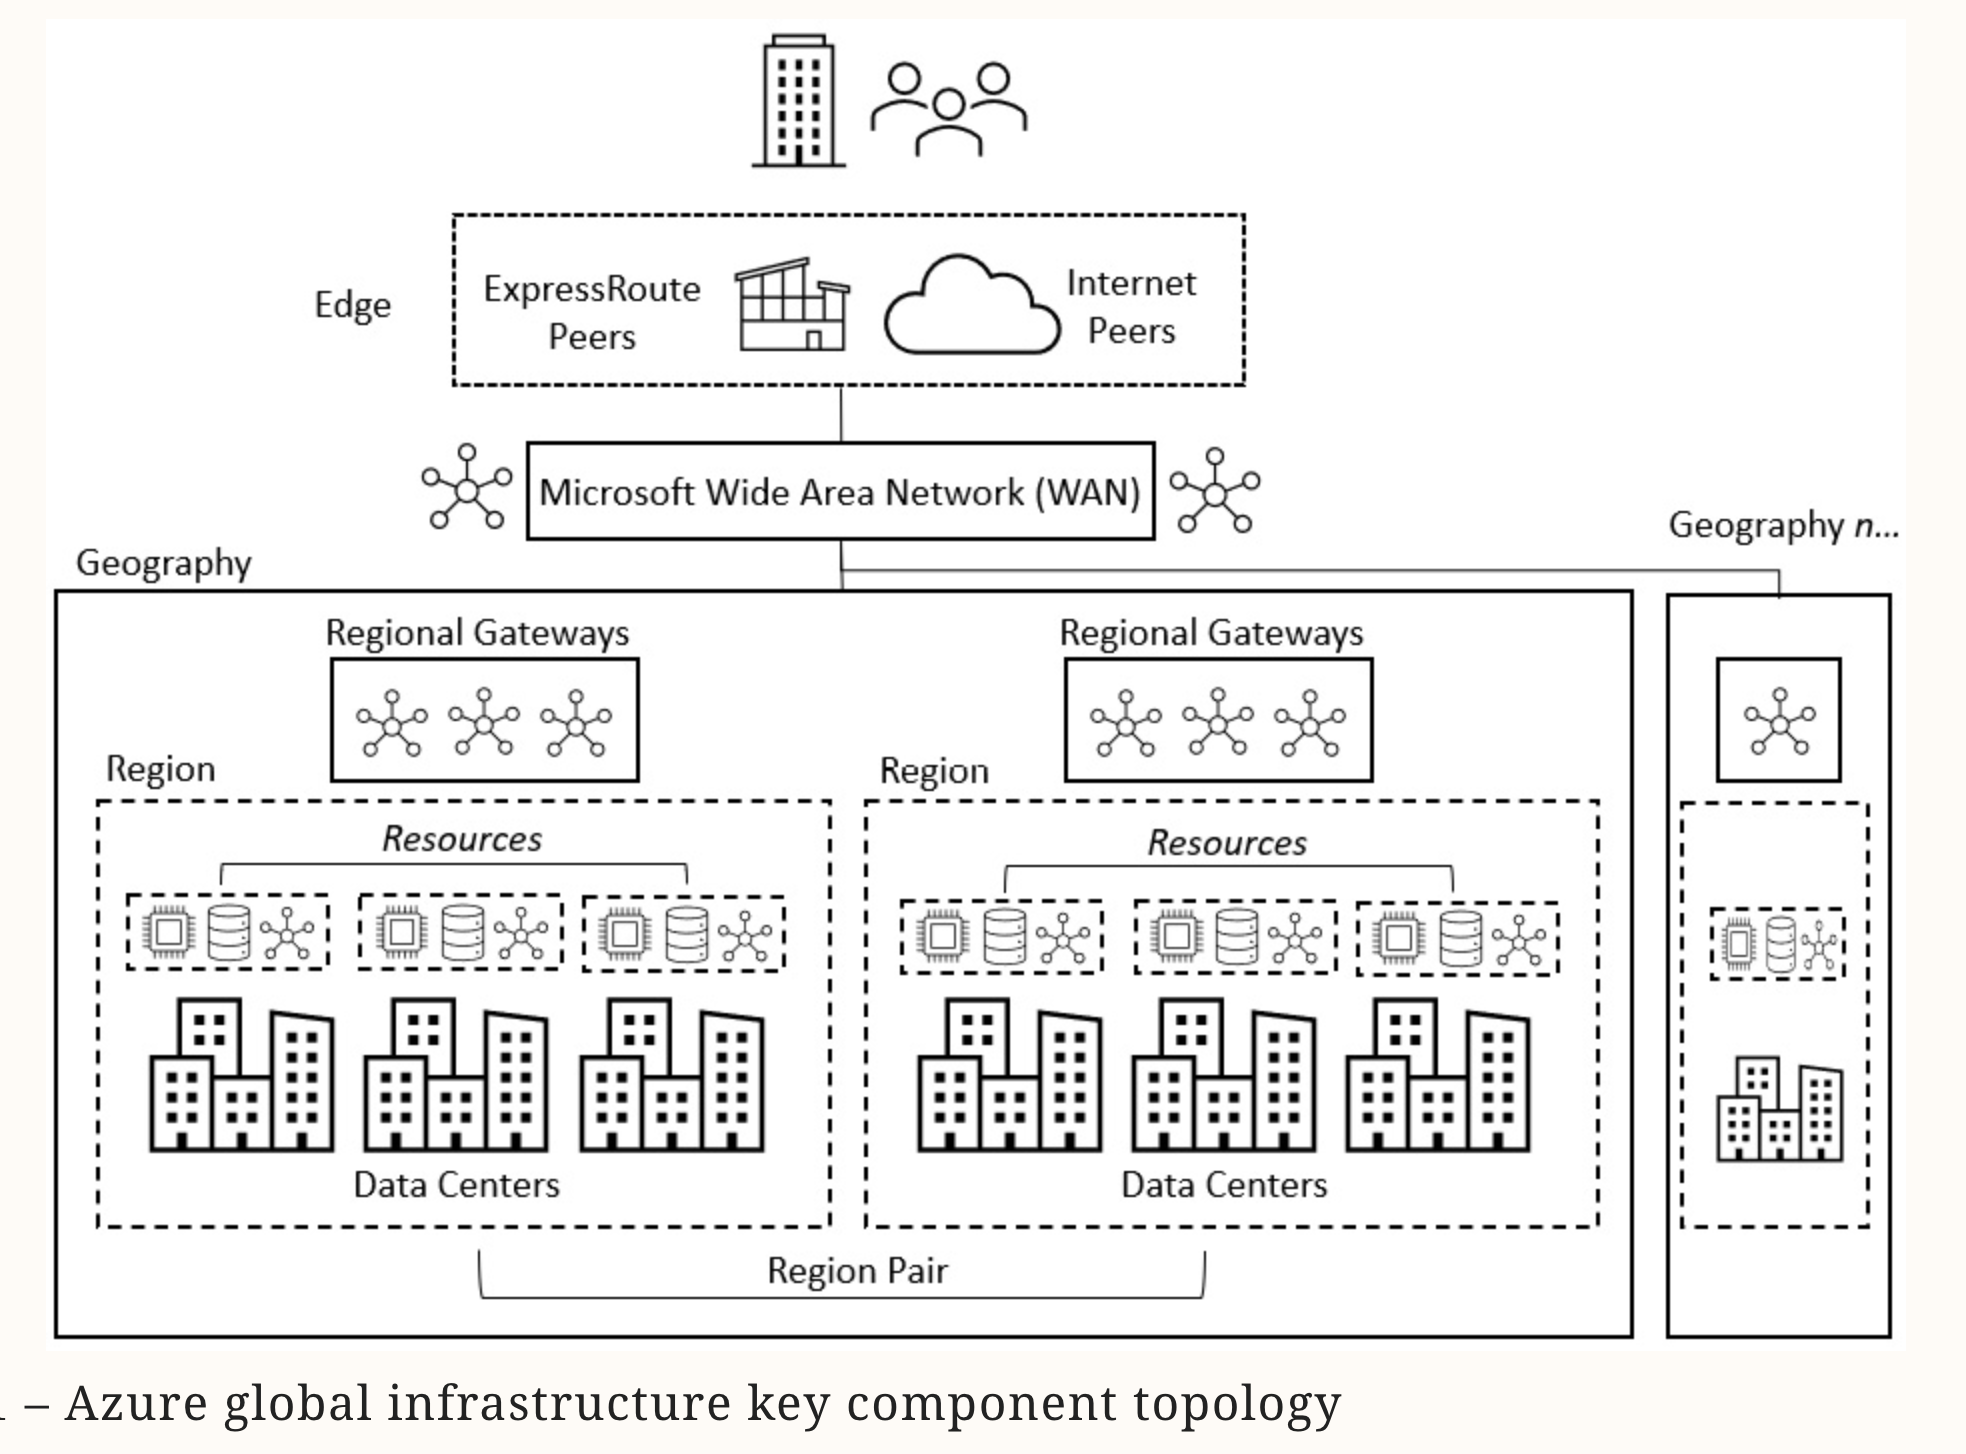 Edge
ExpressRoute
Peers
Internet
Peers
Microsoft Wide Area Network (WAN)
Geography
Geography n...
Regional Gateways
Regional Gateways
Region
Region
Resources
Resources
Data Centers
Data Centers
Region Pair
– Azure global infrastructure key component topology